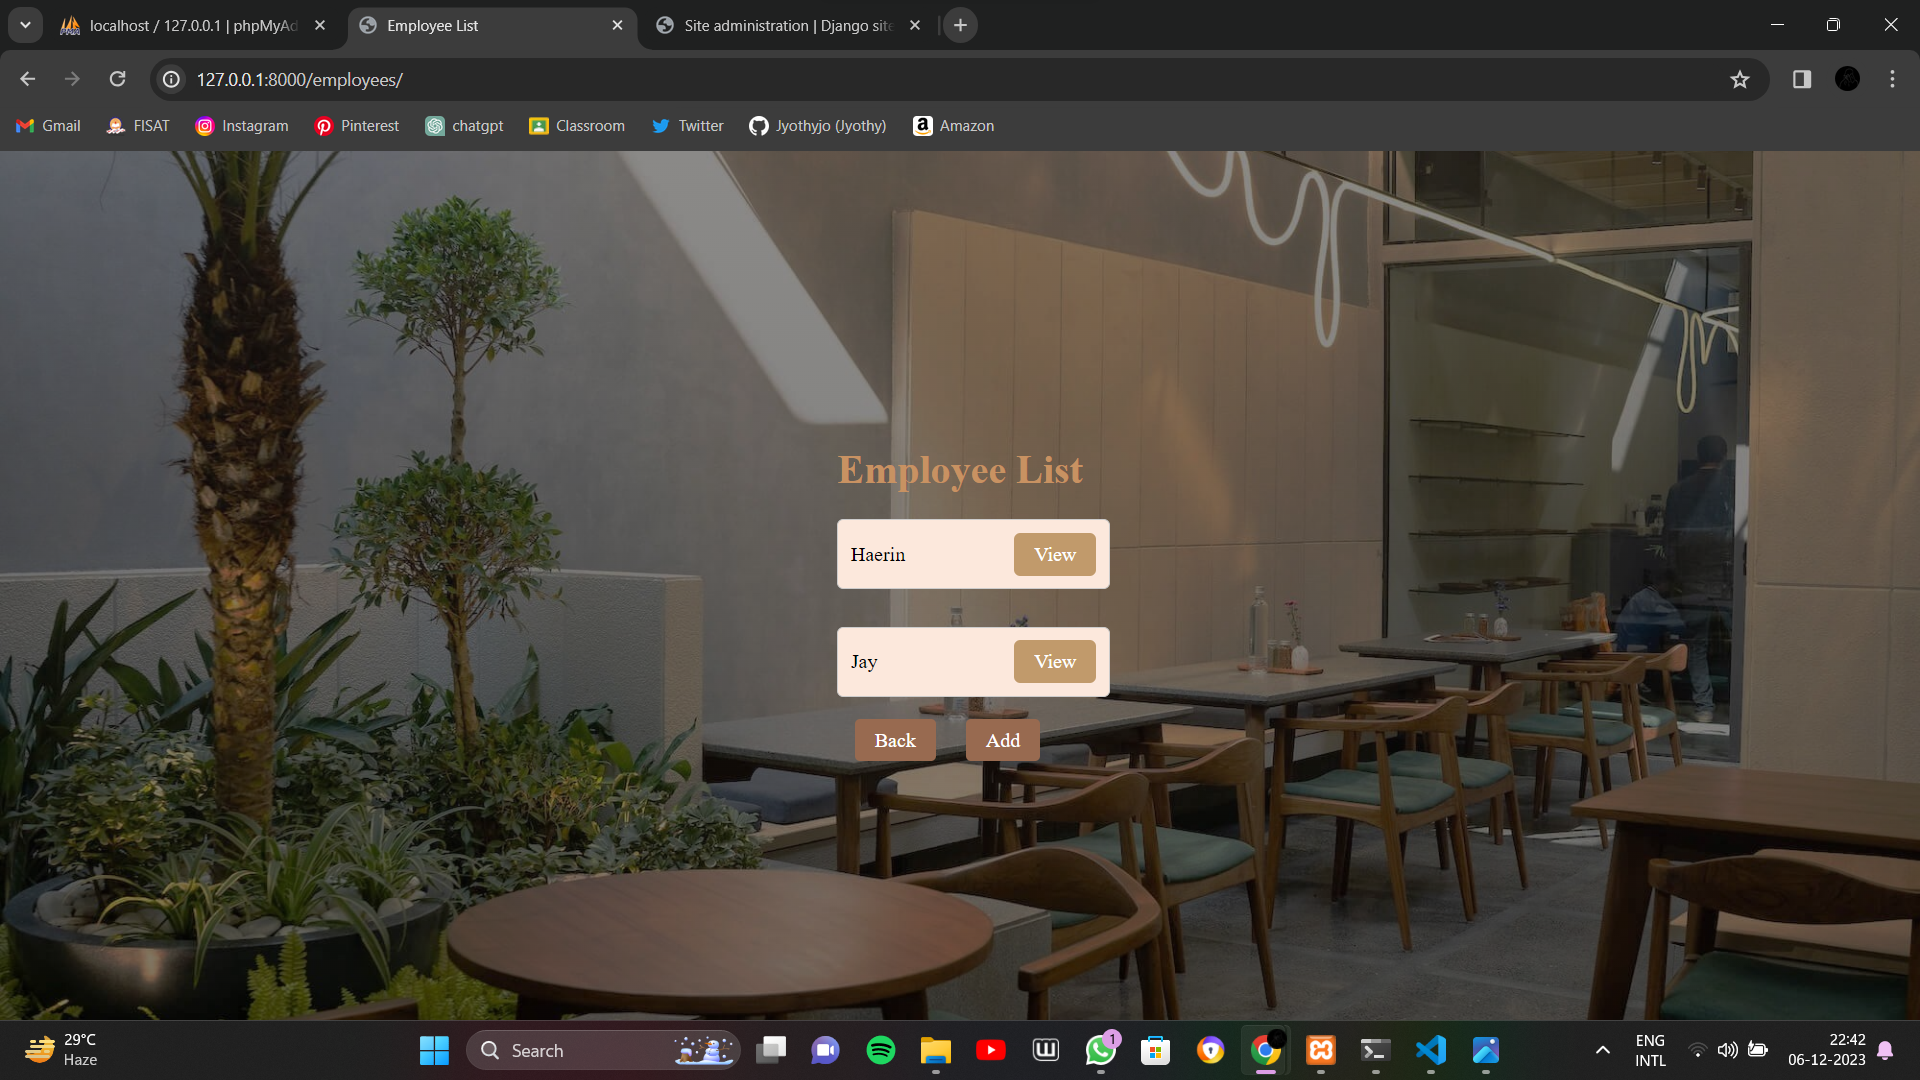 localhost / 127.0.0.1 | phpMyAd
Employee List
Site administration | Django site
127.0.0.1:8000/employees/
Gmail
FISAT
Instagram
Pinterest
chatgpt
Classroom
Twitter
Jyothyjo (Jyothy)
Amazon
Employee List
Haerin
View
Jay
View
Back
Add
29°C
Haze
Search
1
ENG
INTL
22:42
06-12-2023